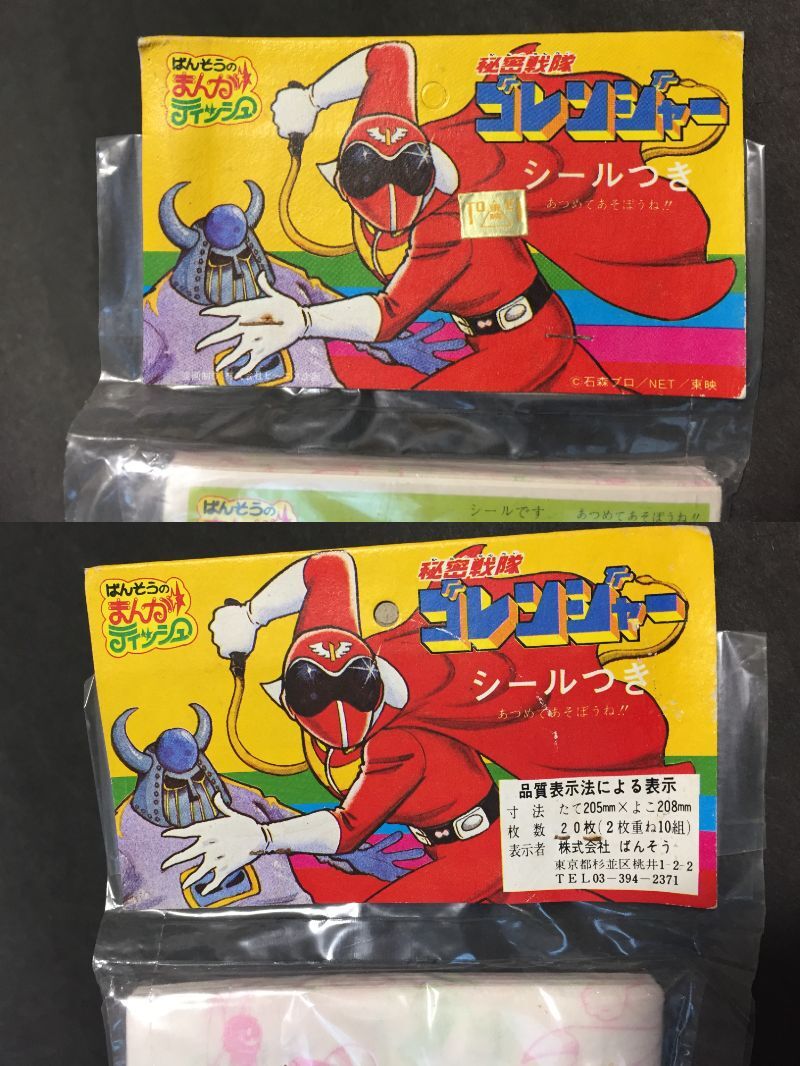 ばんそうの
まんが
ティッシュ
秘密戦隊
ゴレンジャー
シールつき
あつめてあそぼうね!!
東映
©石森プロ/NET/東映
ばんそうの
シールです
あつめてあそぼうね!!
ばんそうの
まんが
ティッシュ
秘密戦隊
ゴレンジャー
シールつき
あつめてあそぼうね!!
品質表示法による表示
寸法 たて205mm×よこ208mm
枚数 20枚(2枚重ね10組)
表示者 株式会社 ばんそう
東京都杉並区桃井1-2-2
TEL03-394-2371